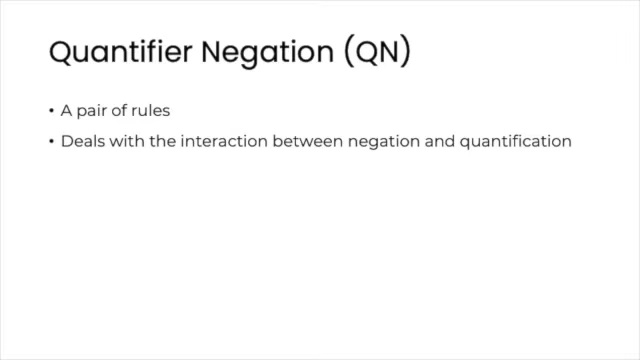 Quantifier Negation (QN)
• A pair of rules
• Deals with the interaction between negation and quantification